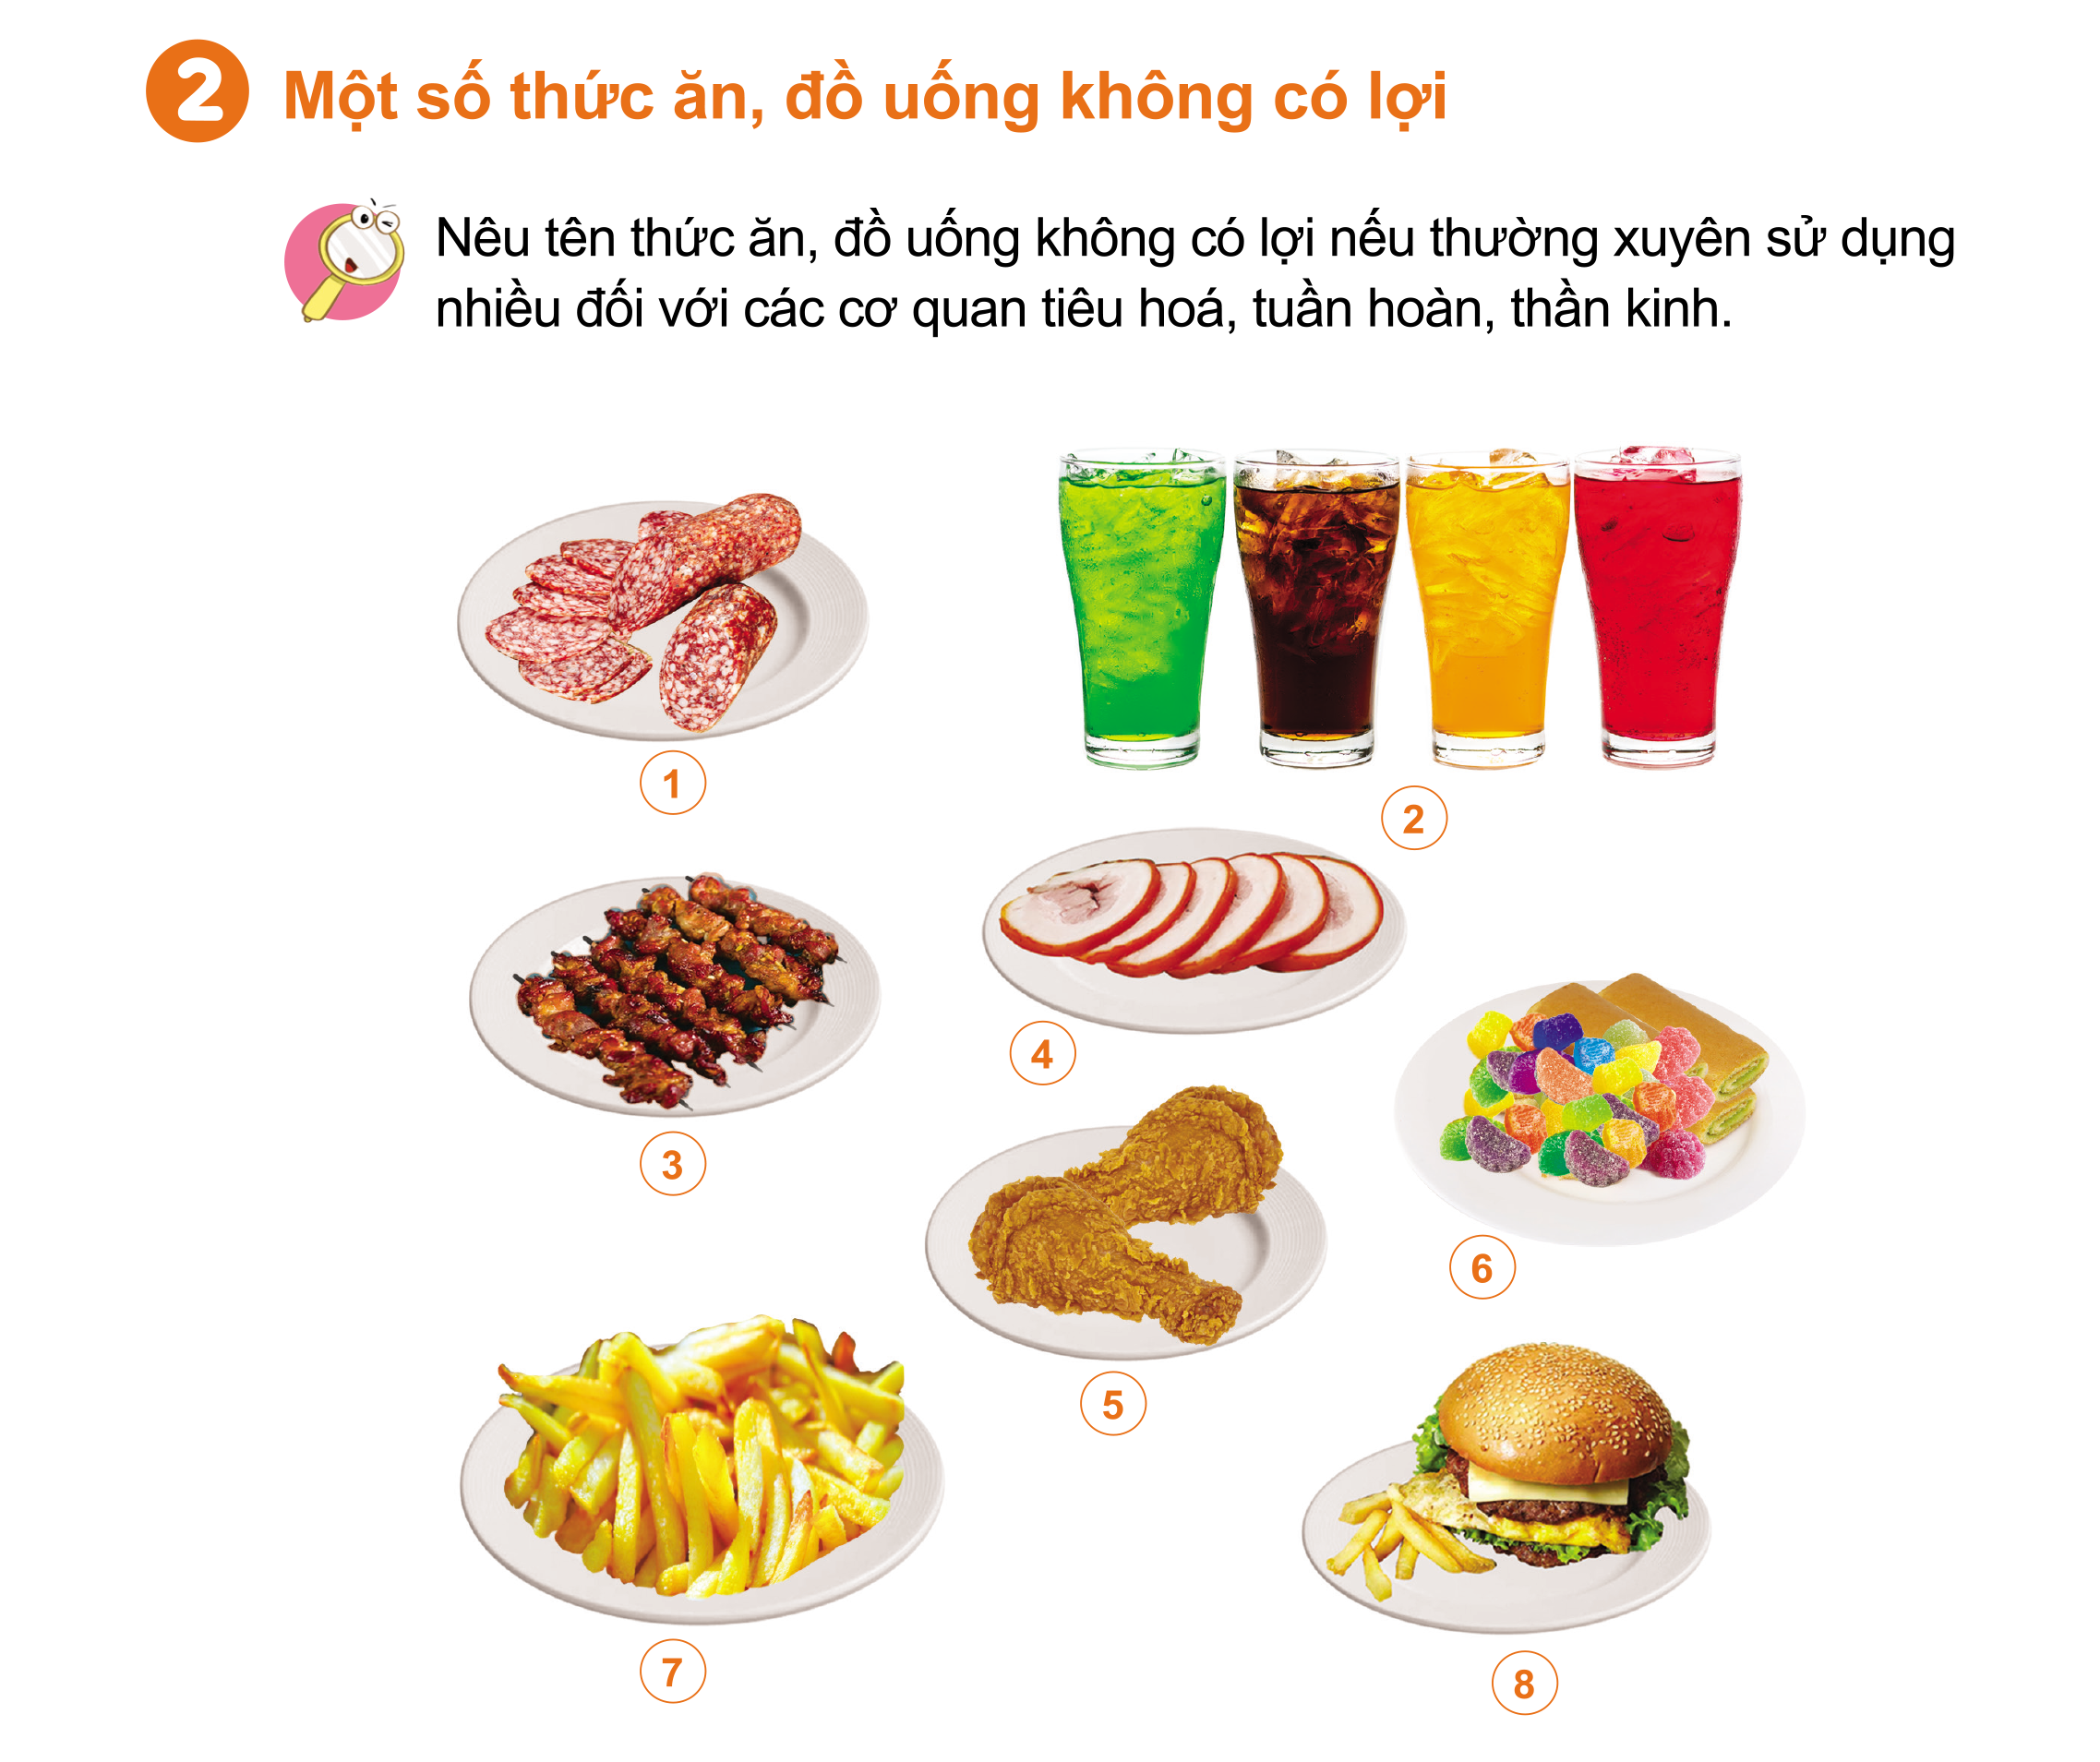 2 Một số thức ăn, đồ uống không có lợi
Nêu tên thức ăn, đồ uống không có lợi nếu thường xuyên sử dụng
nhiều đối với các cơ quan tiêu hoá, tuần hoàn, thần kinh.
1
2
3
4
5
6
7
8